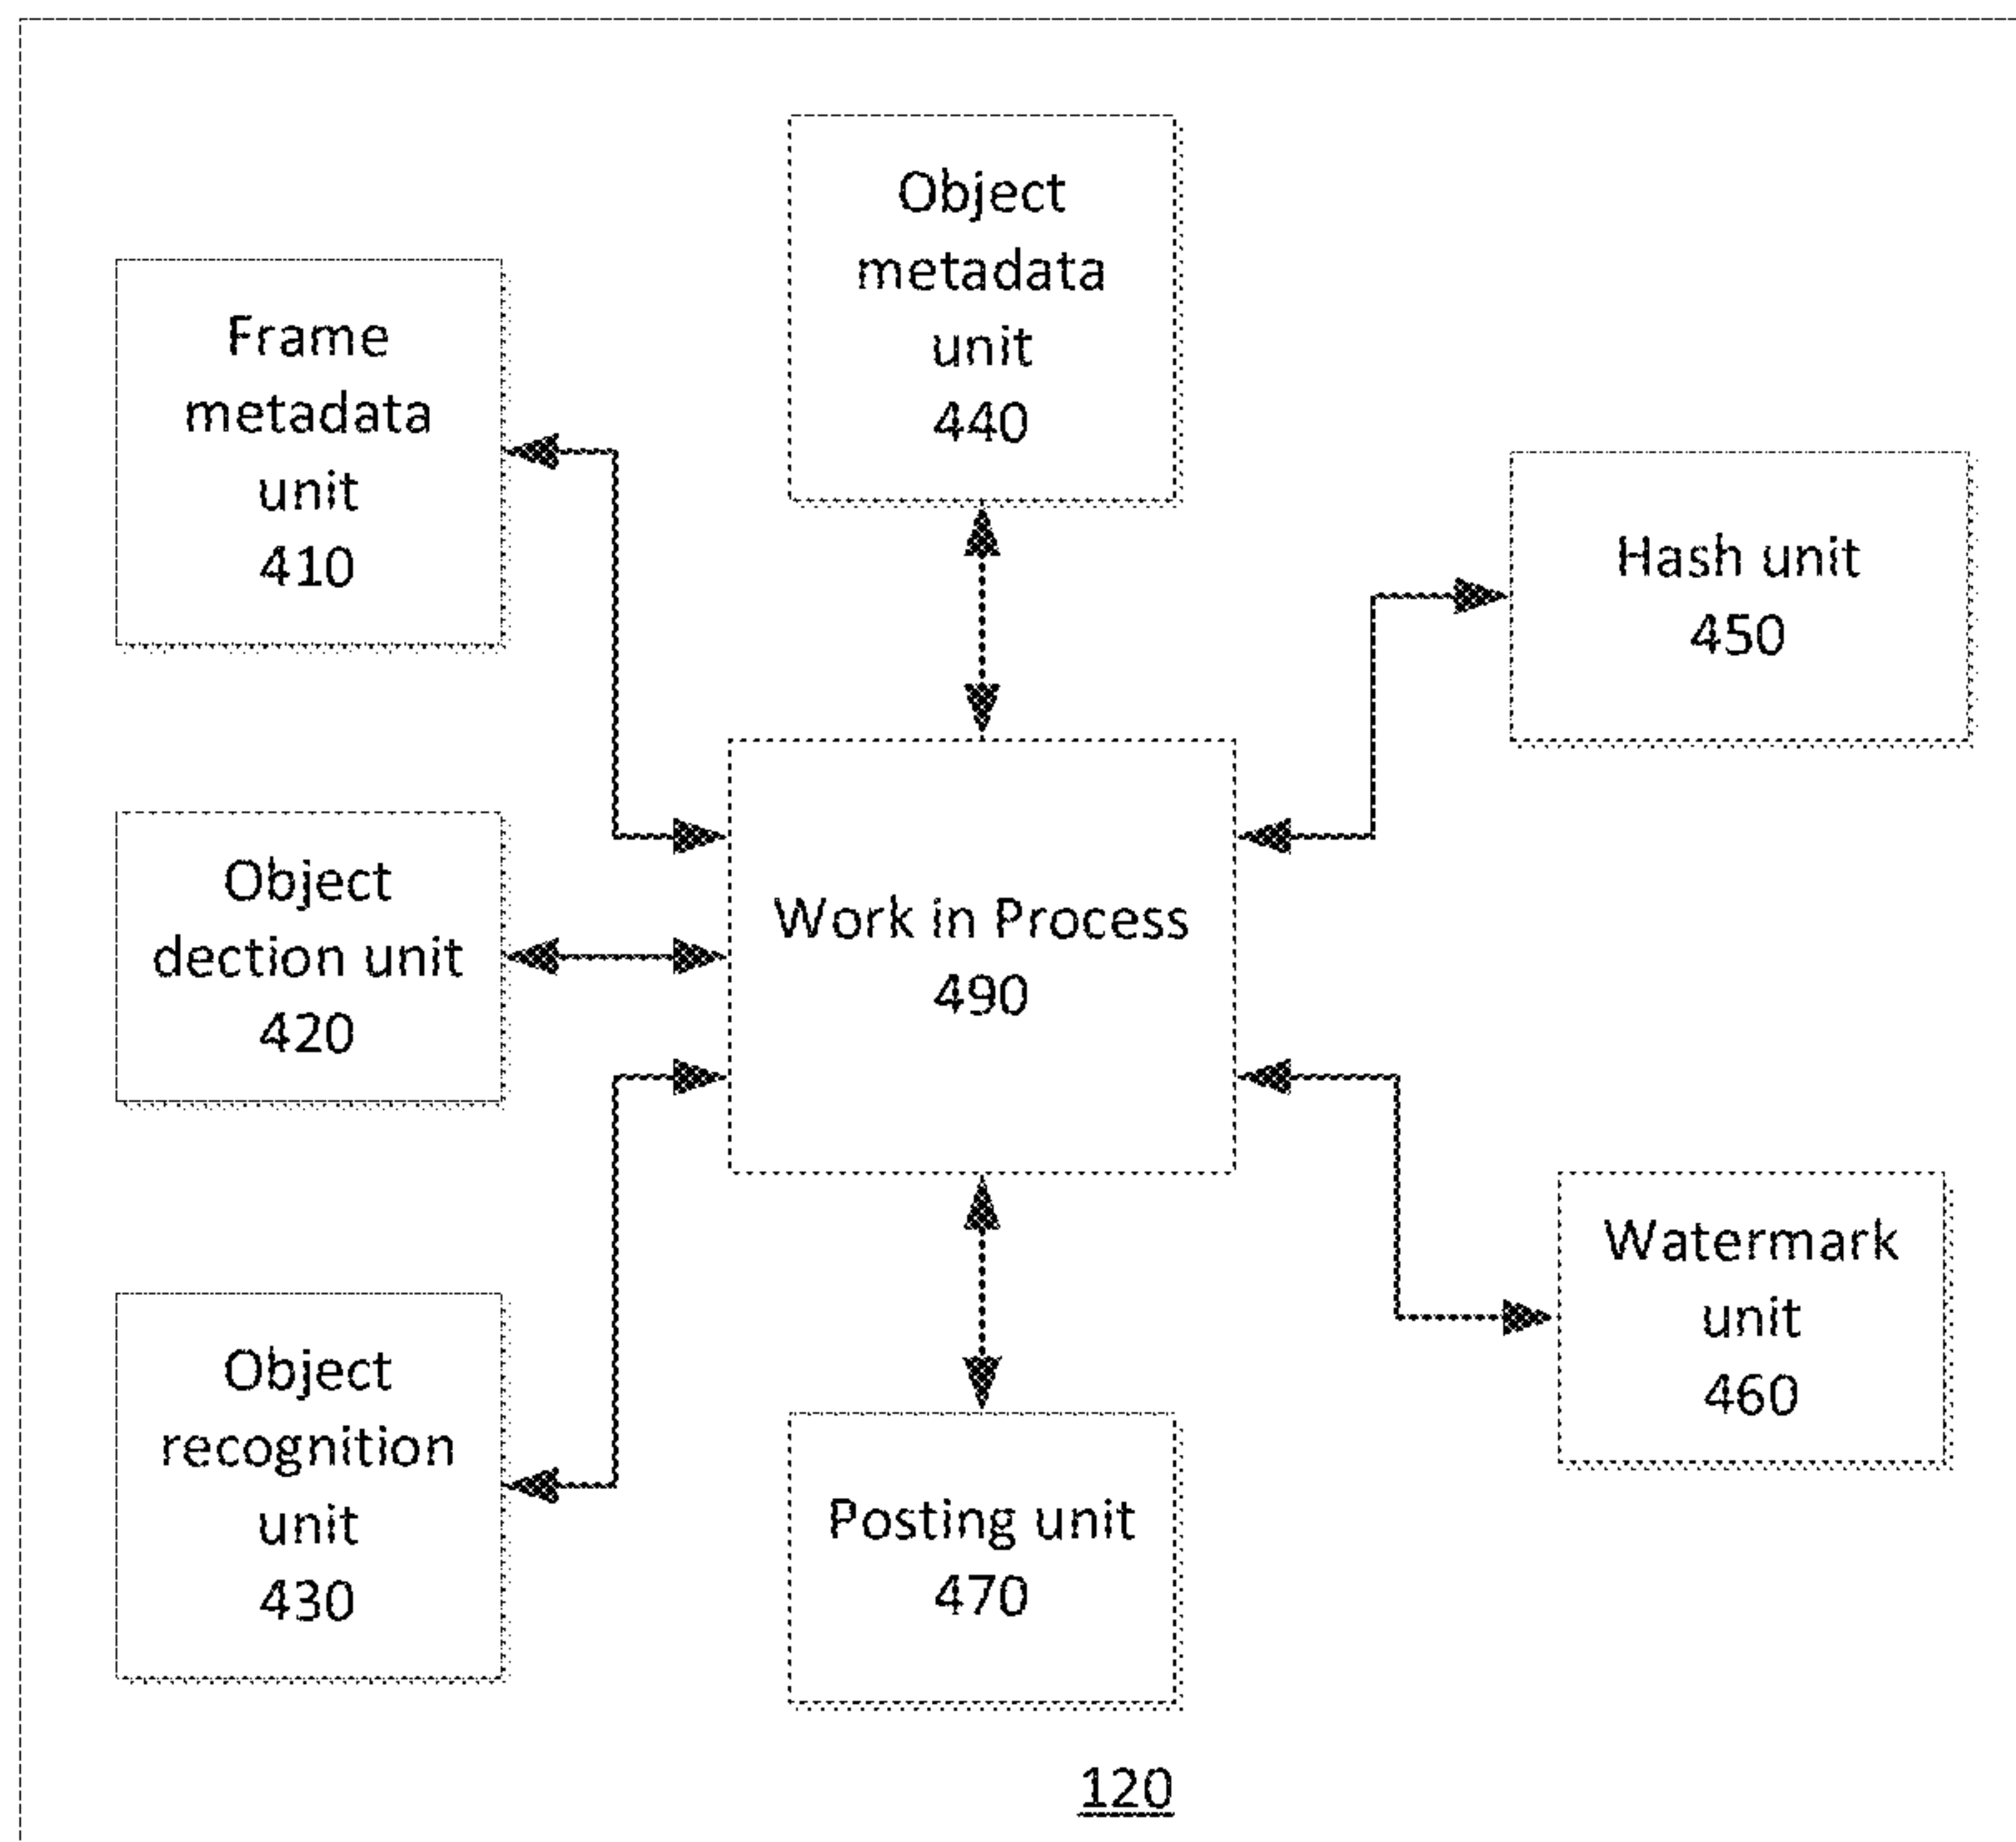 Object
metadata
unit
440
Frame
metadata
unit
410
Hash unit
450
Object
dection unit
420
Work in Process
490
Object
recognition
unit
430
Watermark
unit
460
Posting unit
470
120